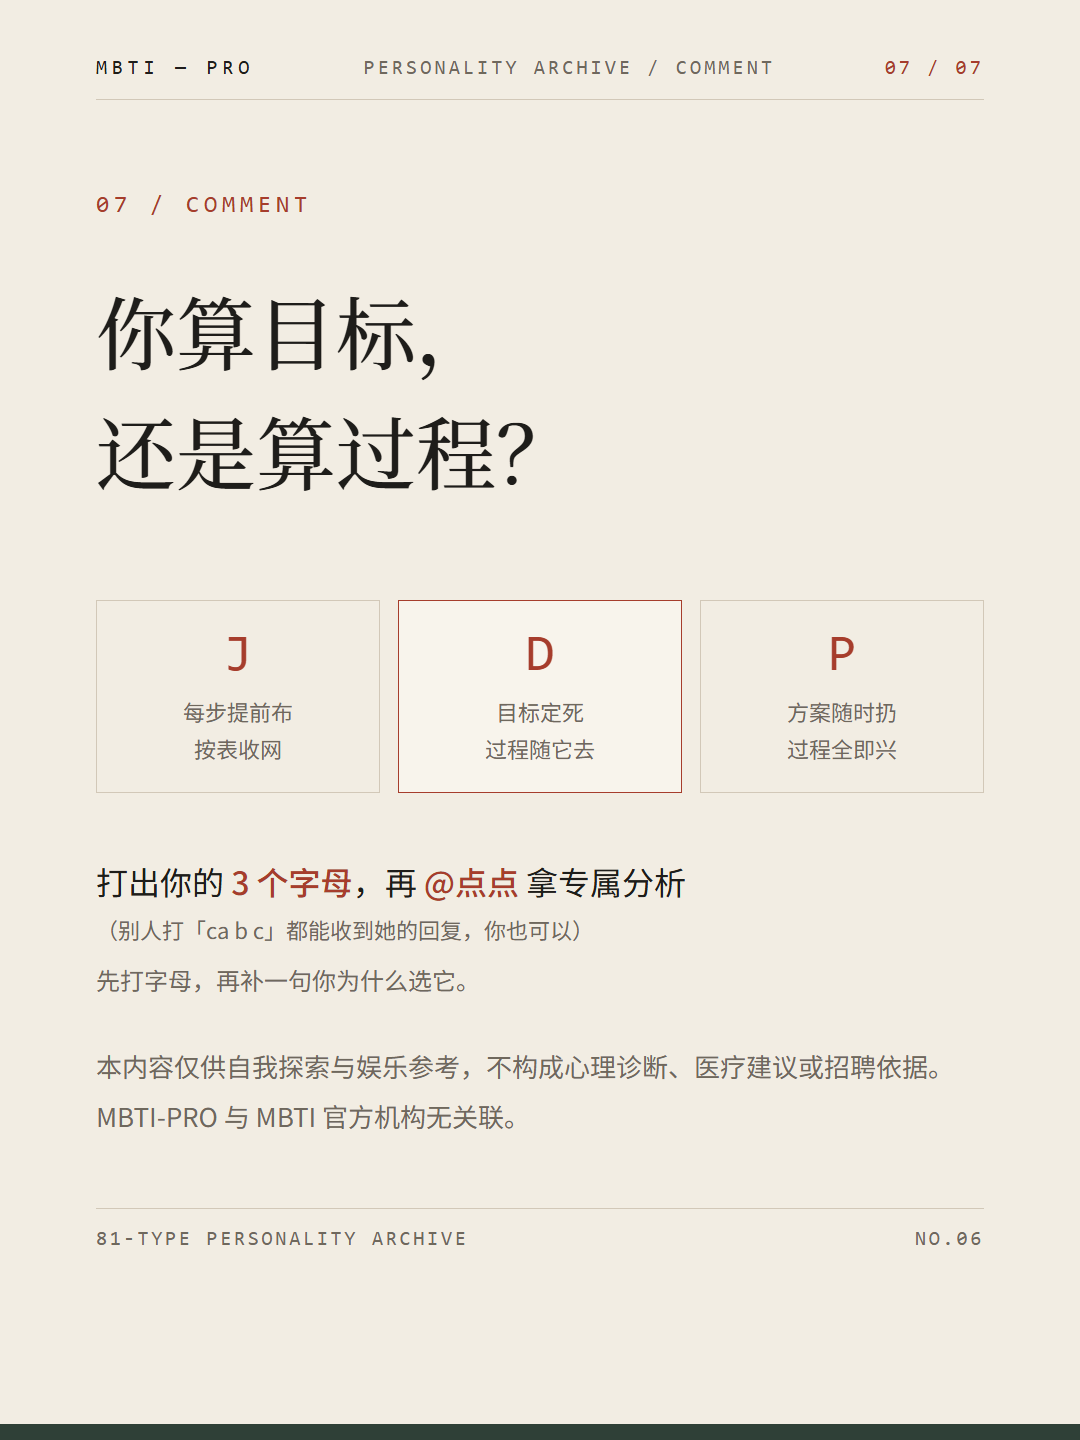 MBTI — PRO
PERSONALITY ARCHIVE / COMMENT
07 / 07
07 / COMMENT
你算目标，
还是算过程？
J
每步提前布
按表收网
D
目标定死
过程随它去
P
方案随时扔
过程全即兴
打出你的 3 个字母，再 @点点 拿专属分析
（别人打「ca b c」都能收到她的回复，你也可以）
先打字母，再补一句你为什么选它。
本内容仅供自我探索与娱乐参考，不构成心理诊断、医疗建议或招聘依据。
MBTI-PRO 与 MBTI 官方机构无关联。
81-TYPE PERSONALITY ARCHIVE
NO.06